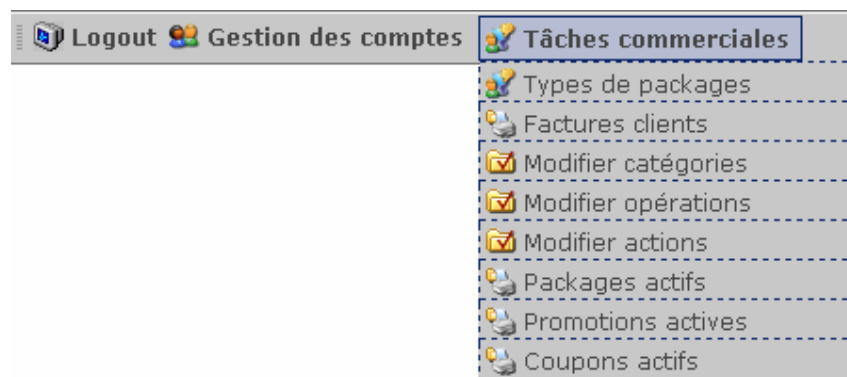 Logout Gestion des comptes Tâches commerciales
Types de packages
Factures clients
Modifier catégories
Modifier opérations
Modifier actions
Packages actifs
Promotions actives
Coupons actifs